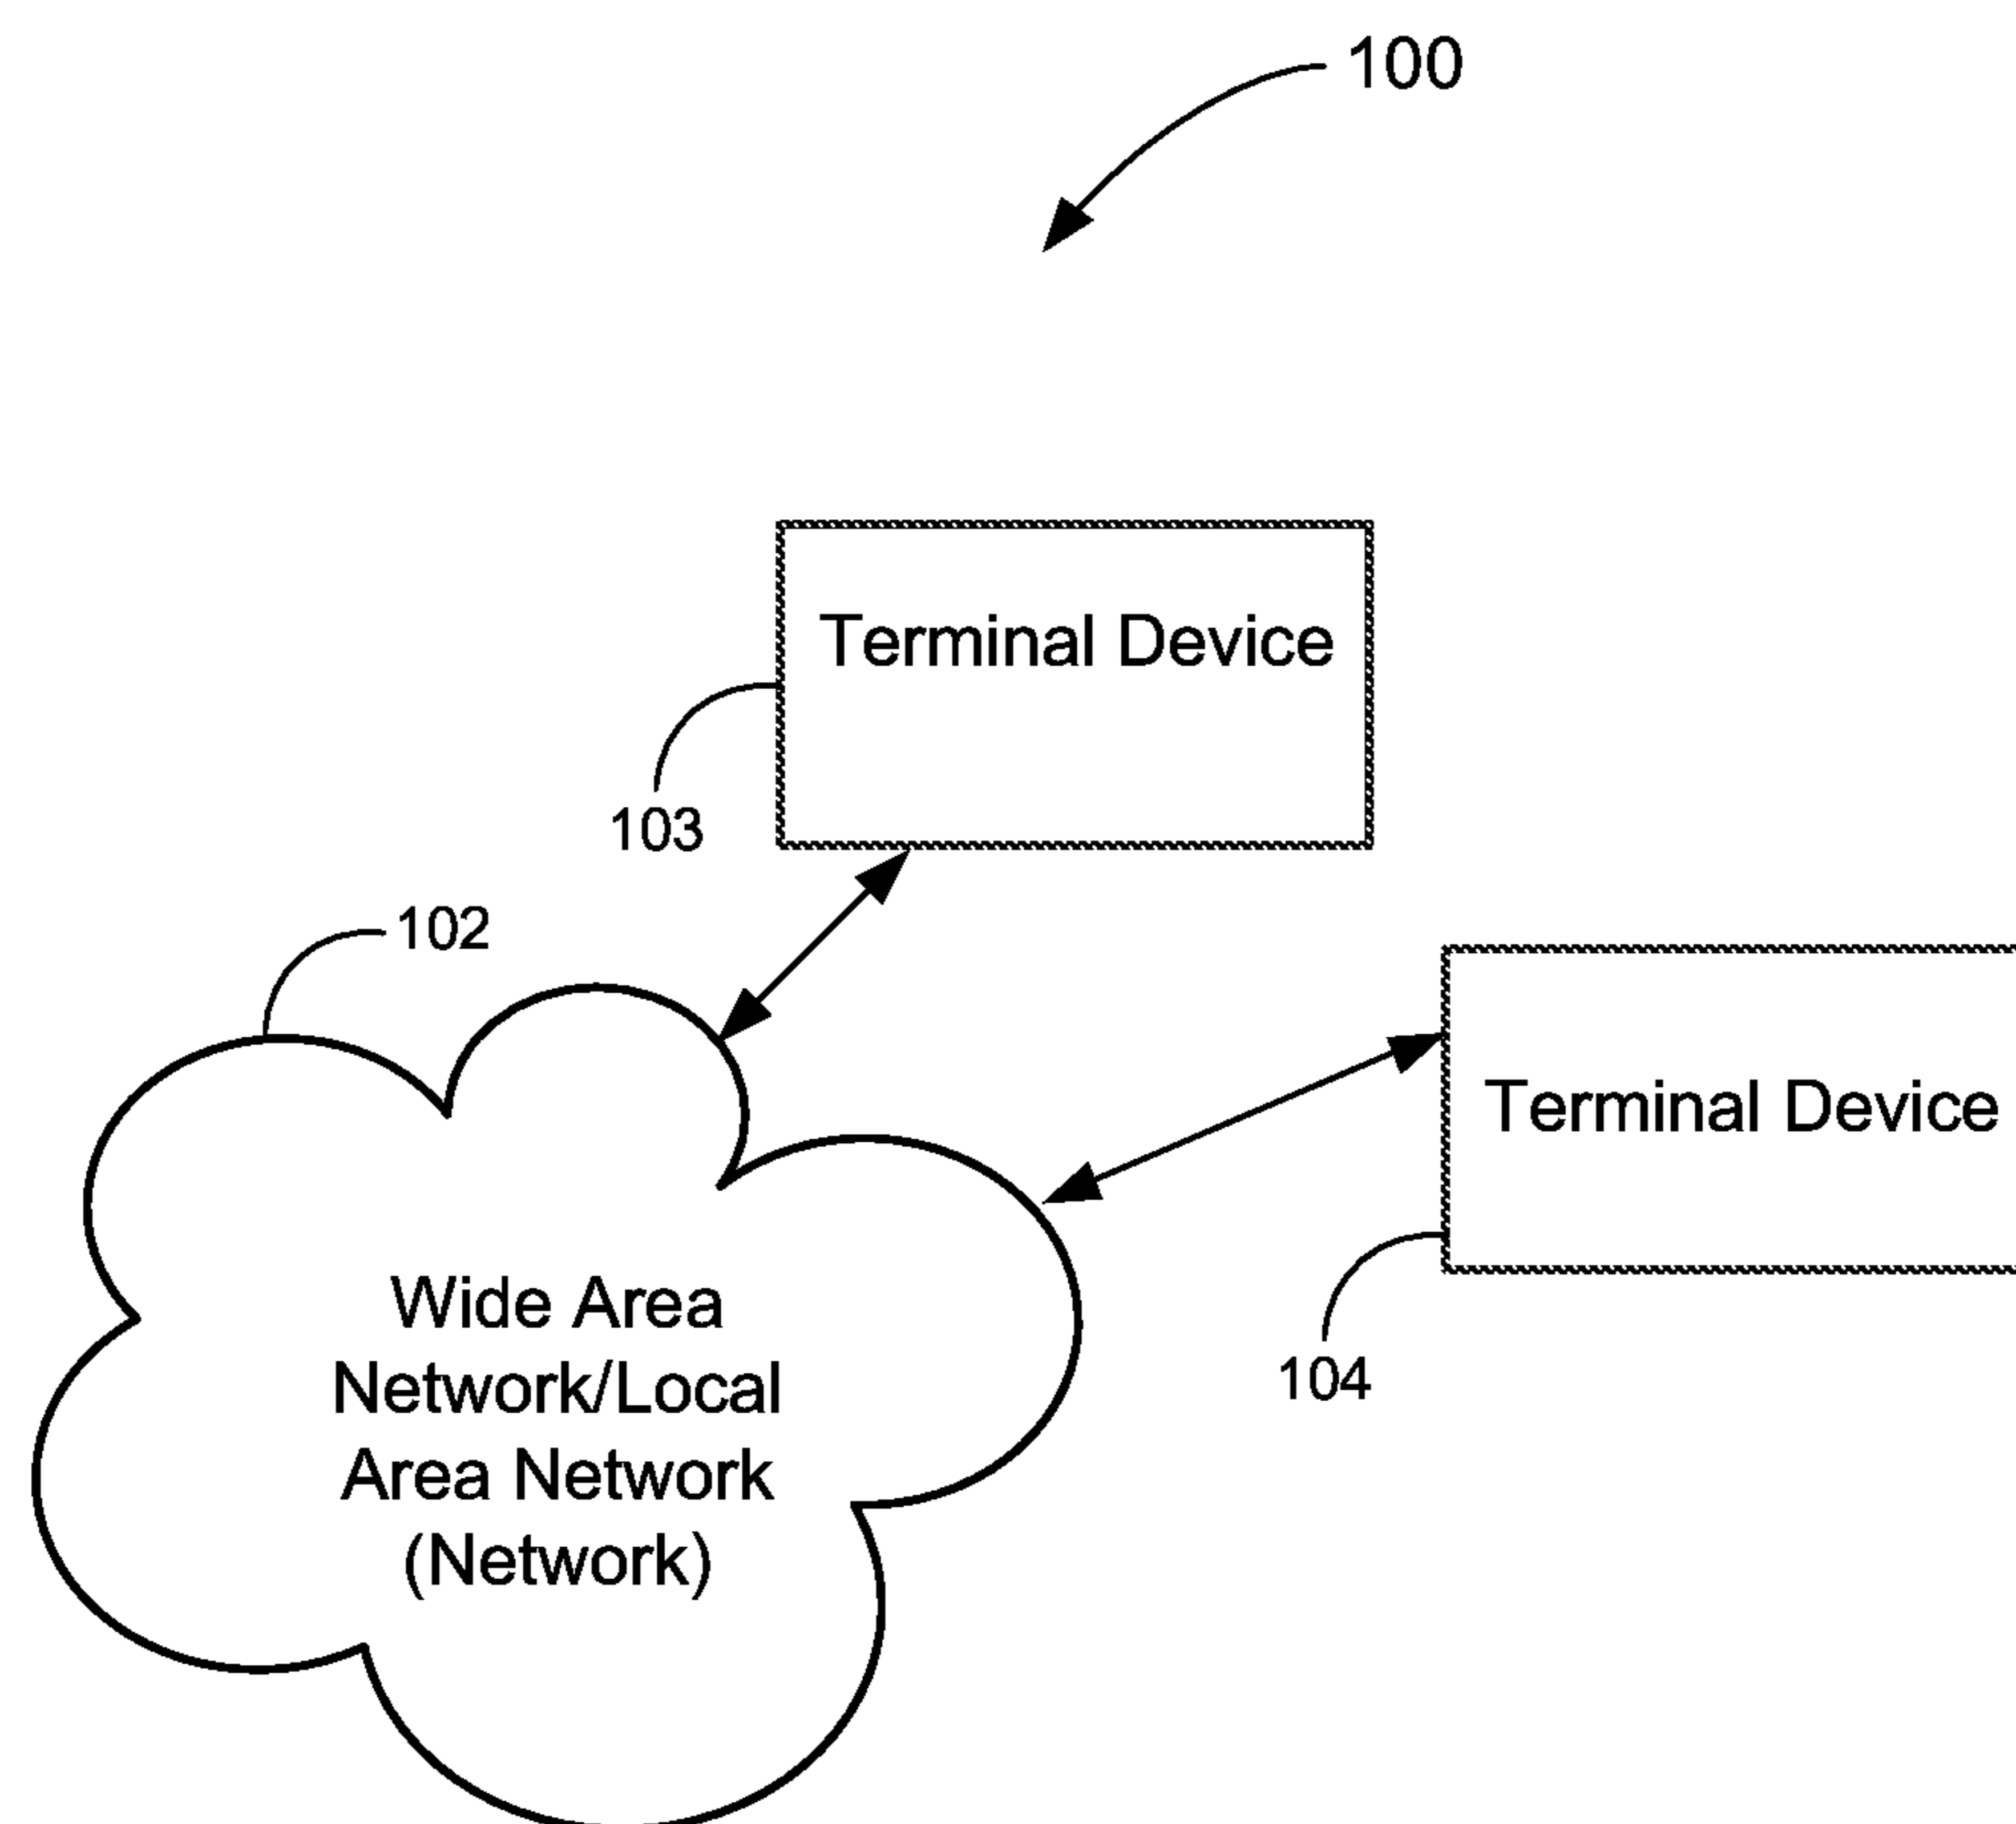 100
Terminal Device
103
102
Terminal Device
104
Wide Area
Network/Local
Area Network
(Network)